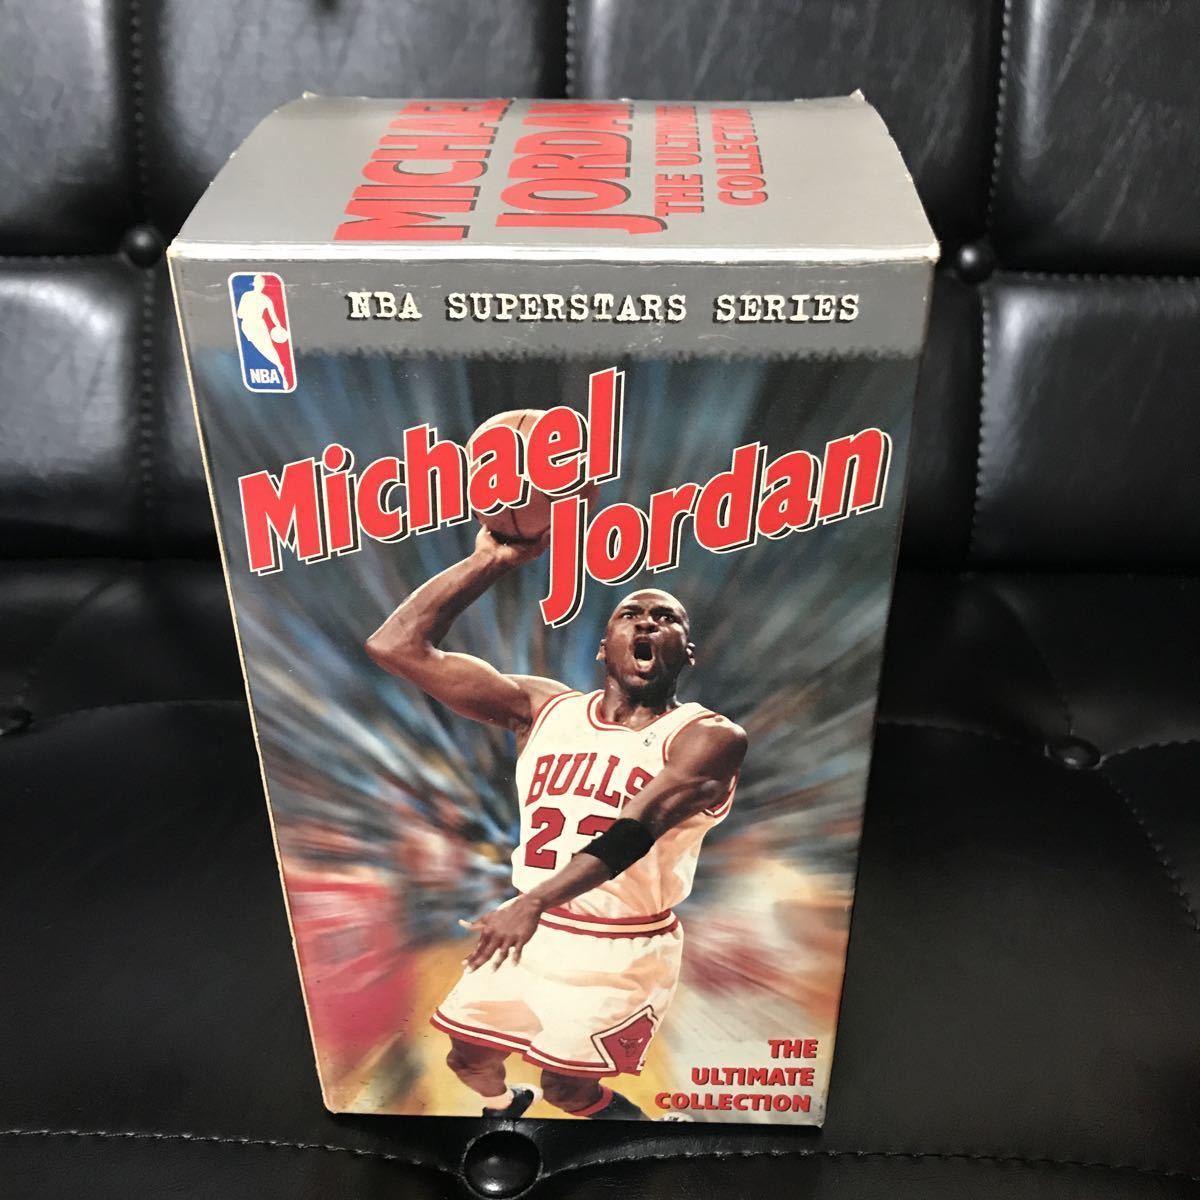 MICHAEL
JORDAN
THE ULTIMATE
COLLECTION
NBA
NBA SUPERSTARS SERIES
Michael
Jordan
BULLS
23
THE
ULTIMATE
COLLECTION